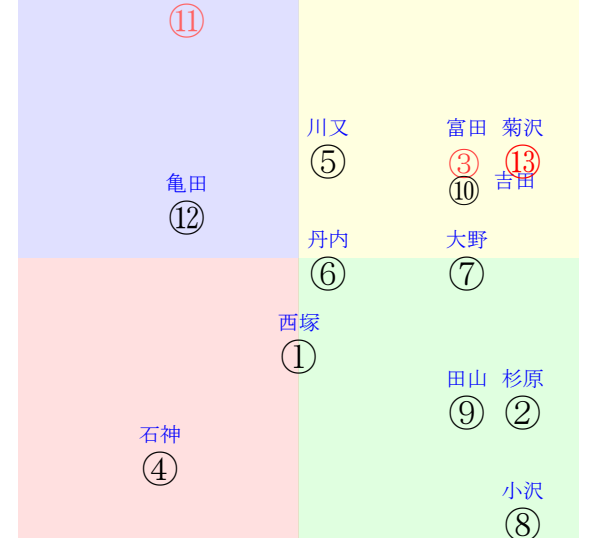 ⑪
川又 富田 菊沢
⑤ ③ ⑬
亀田 ⑩ 吉田
⑫
丹内 大野
⑥ ⑦
西塚
①
田山 杉原
⑨ ②
石神
④
小沢
⑧